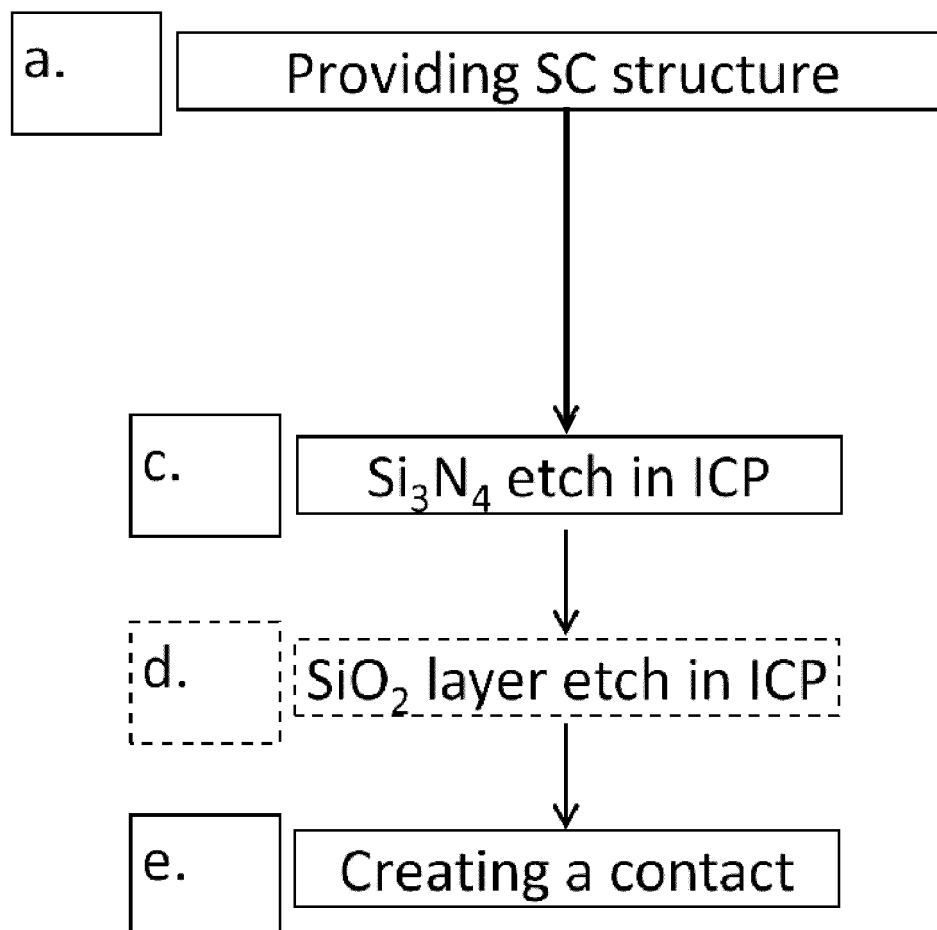 a. Providing SC structure
c. Si₃N₄ etch in ICP
d. SiO₂ layer etch in ICP
e. Creating a contact